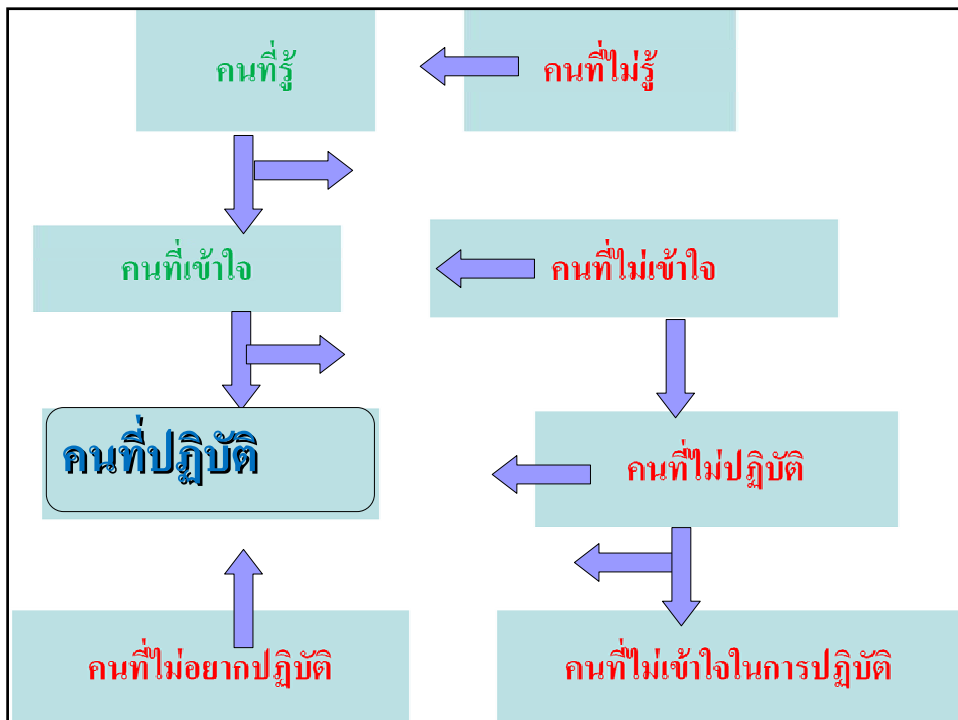 คนที่รู้
คนที่ไม่รู้
คนที่เข้าใจ
คนที่ไม่เข้าใจ
คนที่ปฏิบัติ
คนที่ไม่ปฏิบัติ
คนที่ไม่อยากปฏิบัติ
คนที่ไม่เข้าใจในการปฏิบัติ